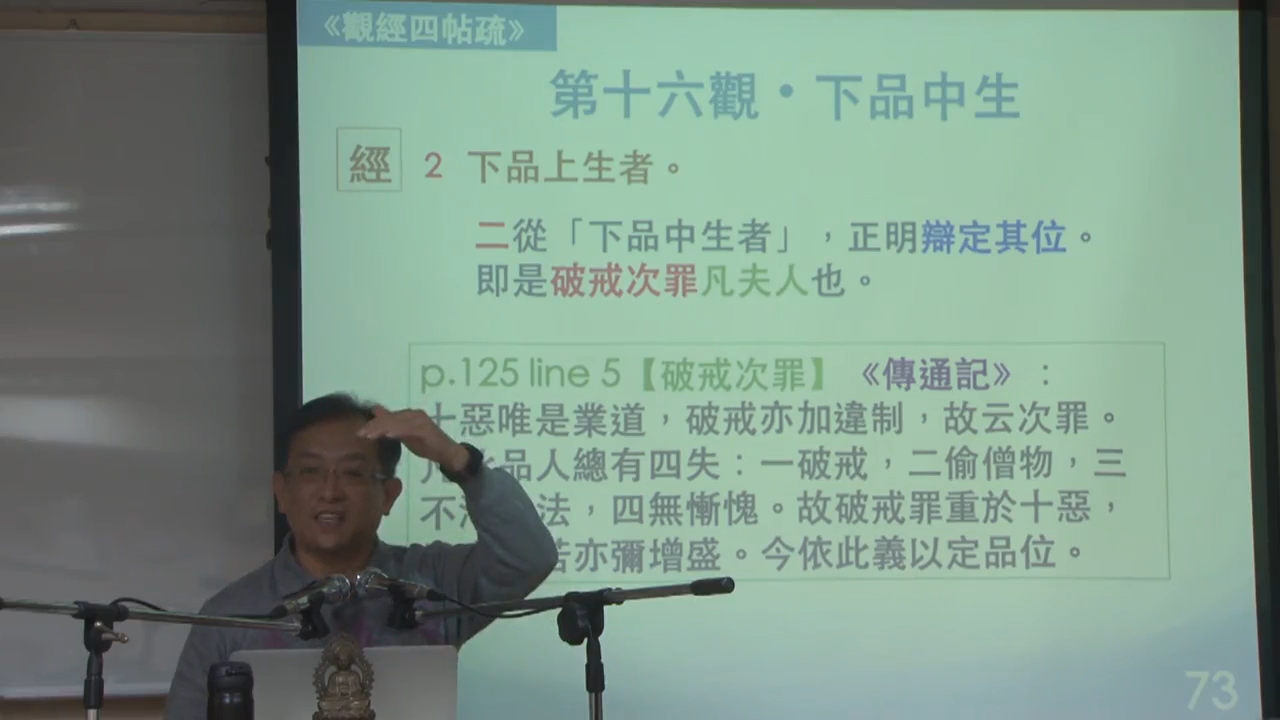 《觀經四帖疏》
第十六觀・下品中生
經 2 下品上生者。
二從「下品中生者」，正明辯定其位。
即是破戒次罪凡夫人也。
p.125 line 5【破戒次罪】《傳通記》：
十惡唯是業道，破戒亦加違制，故云次罪。
品人總有四失：一破戒，二偷僧物，三
不 法，四無慚愧。故破戒罪重於十惡，
苦亦彌增盛。今依此義以定品位。
73